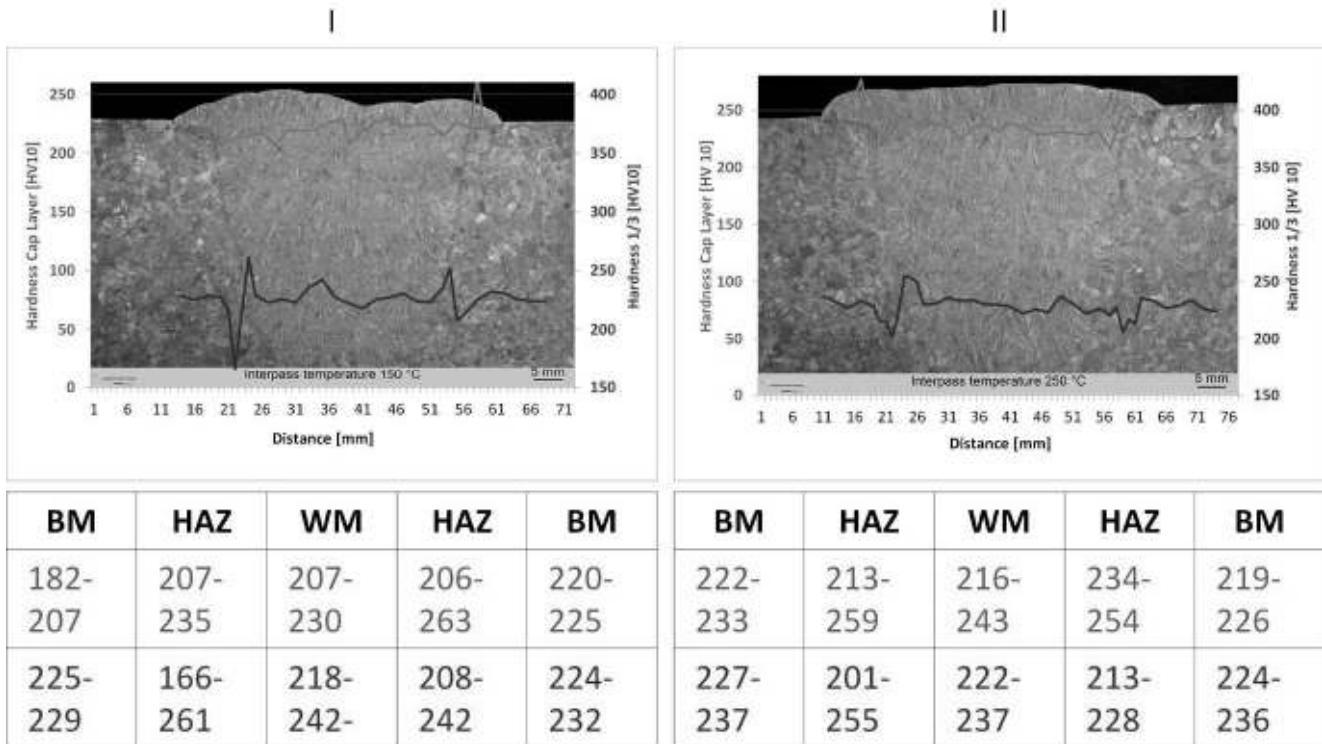 I
II
Hardness Cap Layer [HV10]
250
200
150
100
50
0
400
350
300
250
200
150
Hardness 1/3 [HV10]
Interpass temperature 150 °C
5 mm
1 6 11 16 21 26 31 36 41 46 51 56 61 66 71
Distance [mm]
Hardness Cap Layer [HV 10]
250
200
150
100
50
0
400
350
300
250
200
150
Hardness 1/3 [HV 10]
Interpass temperature 250 °C
5 mm
1 6 11 16 21 26 31 36 41 46 51 56 61 66 71 76
Distance [mm]
BM HAZ WM HAZ BM
182- 207- 207- 206- 220-
207 235 230 263 225
225- 166- 218- 208- 224-
229 261 242- 242 232
BM HAZ WM HAZ BM
222- 213- 216- 234- 219-
233 259 243 254 226
227- 201- 222- 213- 224-
237 255 237 228 236